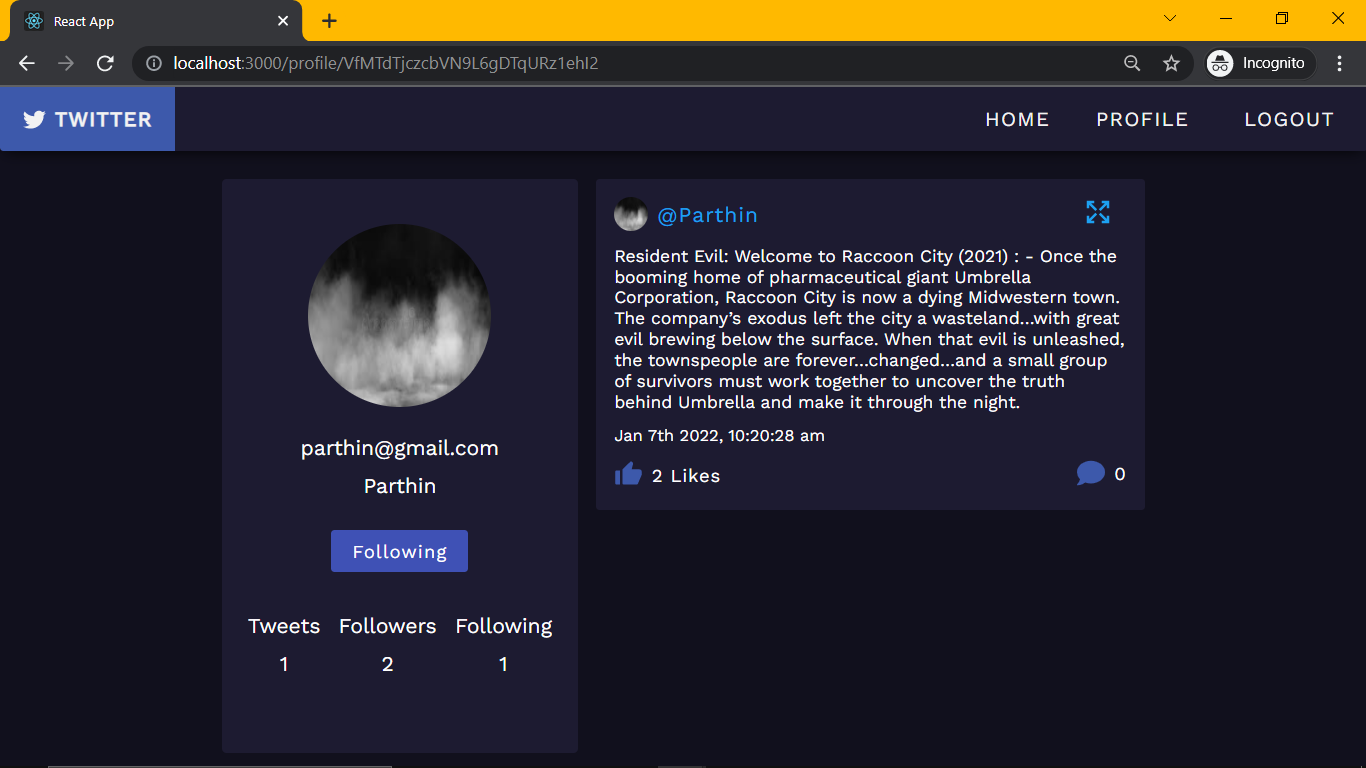 React App
localhost:3000/profile/VfMTdTjczcbVN9L6gDTqURz1ehI2
Incognito
TWITTER
HOME PROFILE LOGOUT
parthin@gmail.com
Parthin
Following
Tweets Followers Following
1 2 1
@Parthin
Resident Evil: Welcome to Raccoon City (2021) : - Once the
booming home of pharmaceutical giant Umbrella
Corporation, Raccoon City is now a dying Midwestern town.
The company’s exodus left the city a wasteland…with great
evil brewing below the surface. When that evil is unleashed,
the townspeople are forever…changed…and a small group
of survivors must work together to uncover the truth
behind Umbrella and make it through the night.
Jan 7th 2022, 10:20:28 am
2 Likes 0